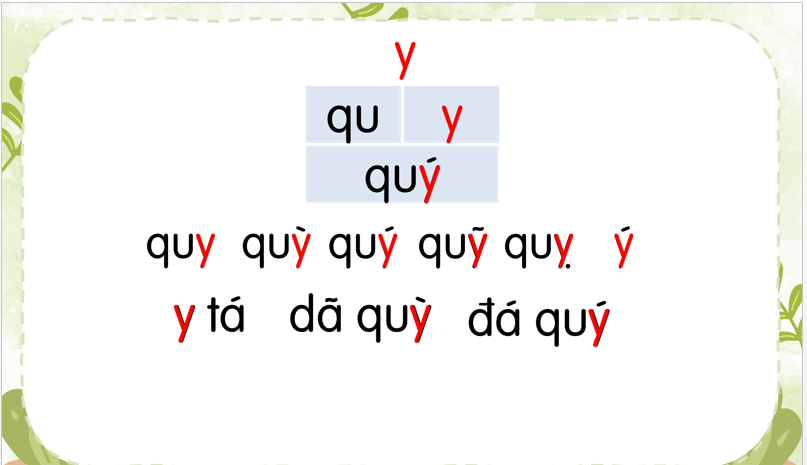 y
qu y
quý
quy quỳ quý quỹ quỵ ý
y tá dã quỳ đá quý